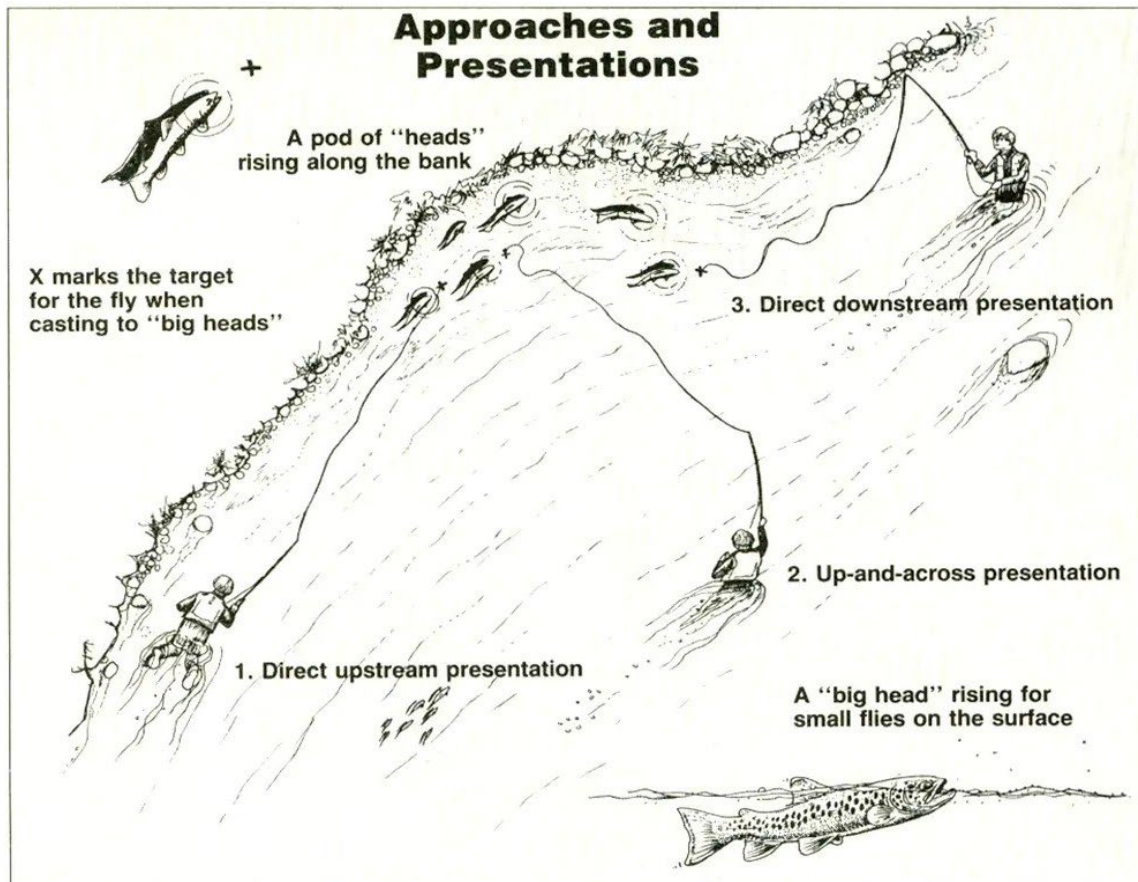 Approaches and
Presentations
A pod of "heads"
rising along the bank
X marks the target
for the fly when
casting to "big heads"
3. Direct downstream presentation
2. Up-and-across presentation
1. Direct upstream presentation
A "big head" rising for
small flies on the surface